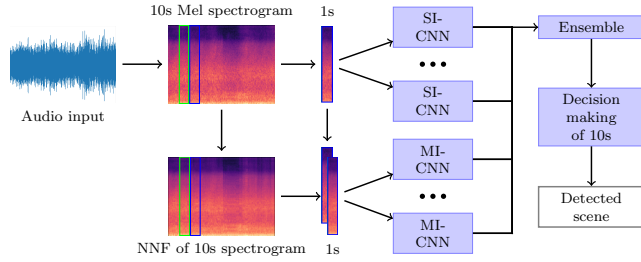 10s Mel spectrogram
1s
SI-
CNN
Ensemble
•••
Audio input
SI-
CNN
Decision
making
of 10s
MI-
CNN
•••
Detected
scene
MI-
CNN
NNF of 10s spectrogram
1s